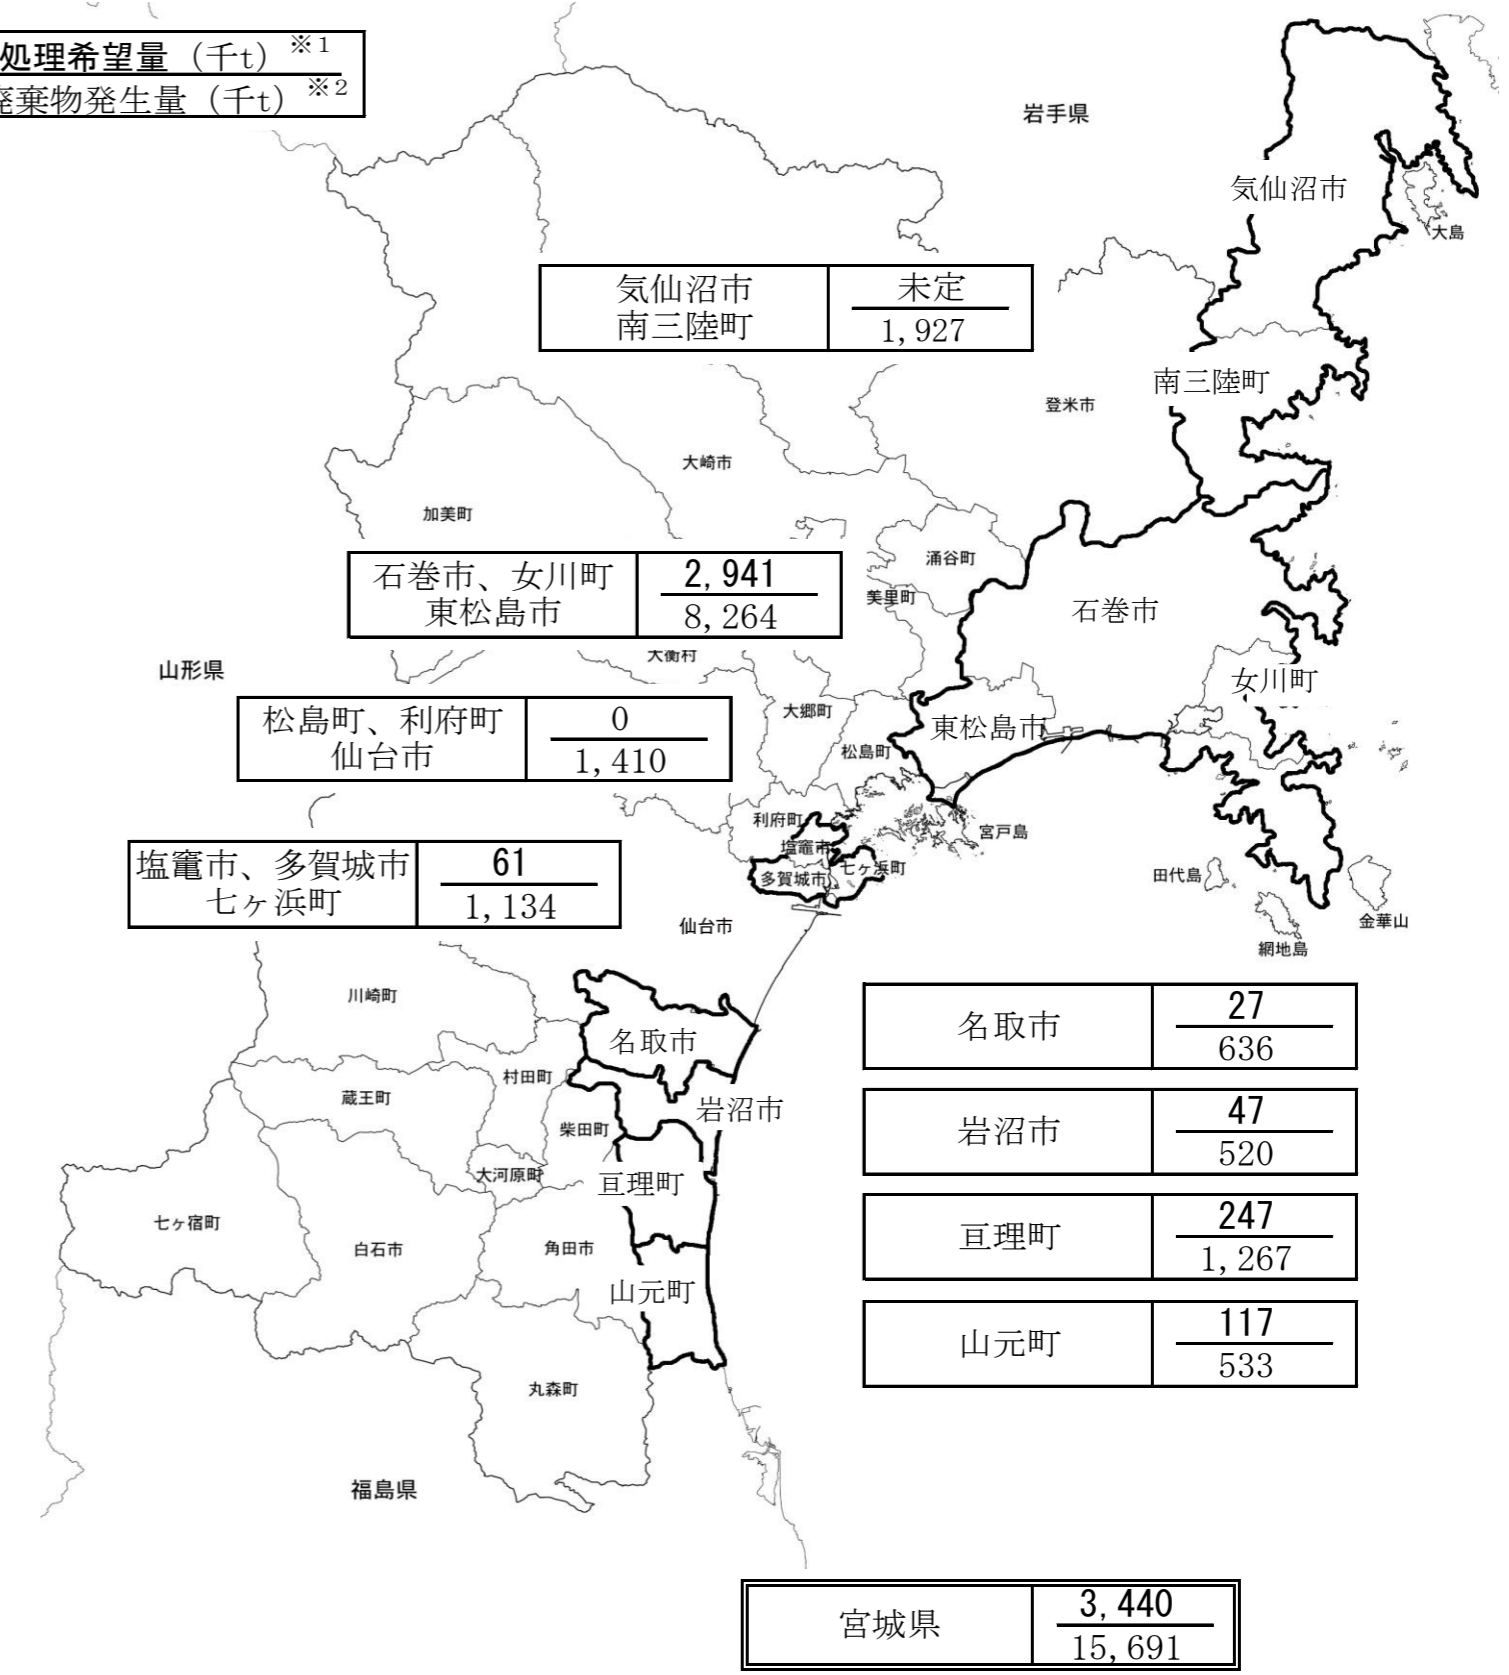 処理希望量（千t）※1
廃棄物発生量（千t）※2
岩手県
気仙沼市
大島
気仙沼市
南三陸町
未定
1,927
南三陸町
登米市
大崎市
加美町
涌谷町
美里町
石巻市、女川町
東松島市
2,941
8,264
石巻市
大衡村
山形県
女川町
松島町、利府町
仙台市
0
1,410
大郷町
東松島市
松島町
利府町
宮戸島
塩竈市
七ヶ浜町
多賀城市
塩竈市、多賀城市
七ヶ浜町
61
1,134
田代島
金華山
網地島
仙台市
川崎町
名取市
名取市
27
636
村田町
蔵王町
岩沼市
柴田町
岩沼市
47
520
大河原町
亘理町
七ヶ宿町
白石市
角田市
亘理町
247
1,267
山元町
山元町
117
533
丸森町
福島県
宮城県
3,440
15,691